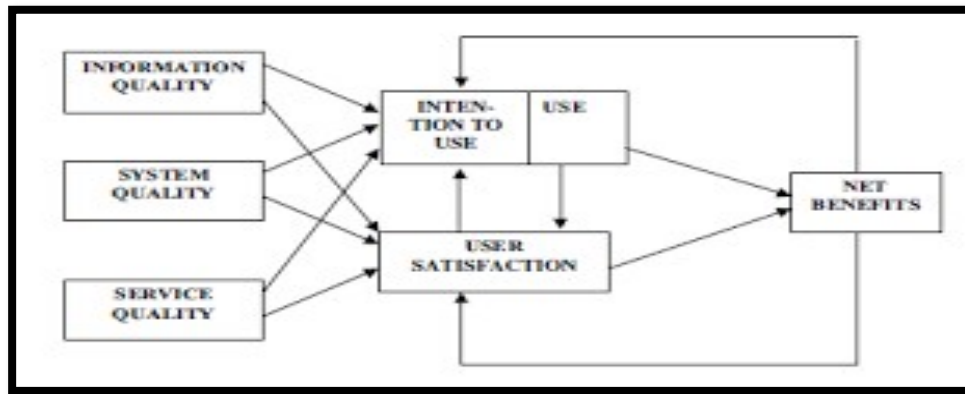 INFORMATION
QUALITY
SYSTEM
QUALITY
SERVICE
QUALITY
INTEN-
TION TO
USE
USE
USER
SATISFACTION
NET
BENEFITS